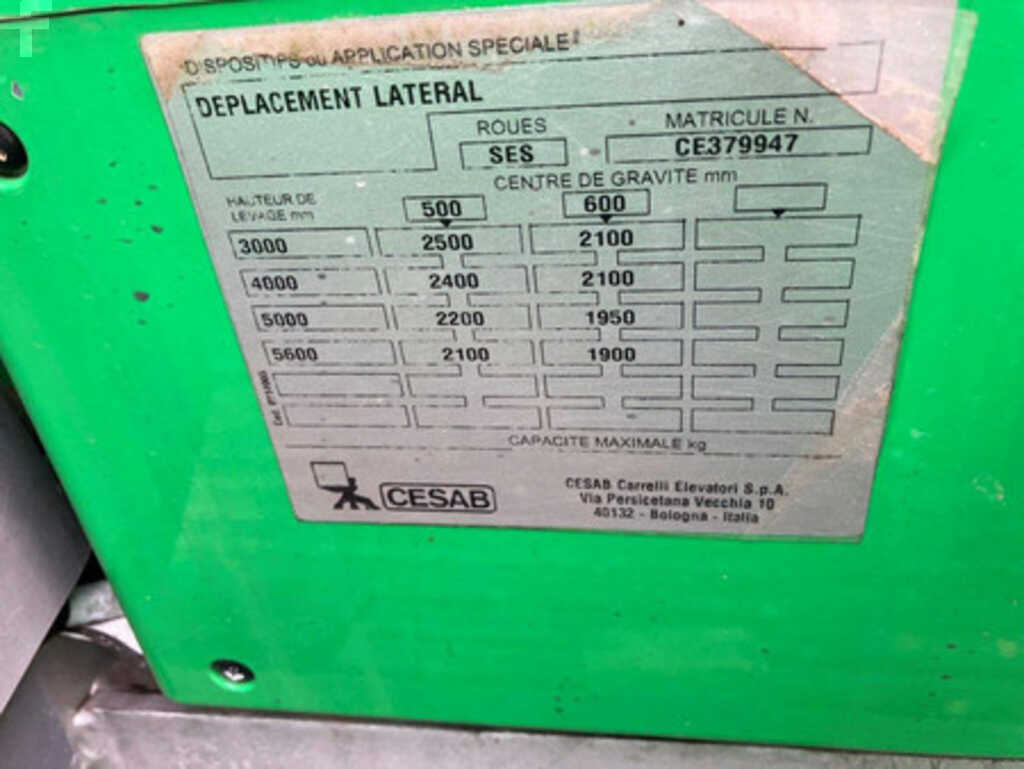 DISPOSITIFS OU APPLICATION SPECIALE
DEPLACEMENT LATERAL
ROUES
SES
MATRICULE N.
CE379947
HAUTEUR DE LEVAGE mm
CENTRE DE GRAVITE mm
500 600
3000 2500 2100
4000 2400 2100
5000 2200 1950
5600 2100 1900
CAPACITE MAXIMALE kg
CESAB
CESAB Carrelli Elevatori S.p.A.
Via Persicetana Vecchia 10
40132 - Bologna - Italia